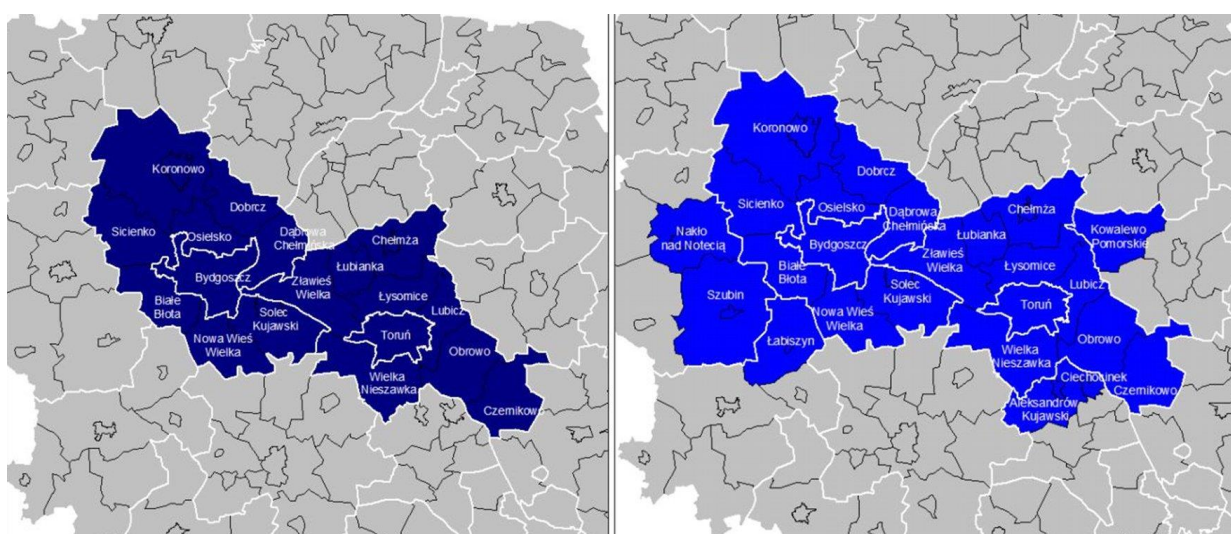 Koronowo
Dobrcz
Sicienko
Osielsko
Dąbrowa
Chełmińska
Chełmża
Bydgoszcz
Łubianka
Zławieś
Wielka
Białe
Błota
Solec
Kujawski
Łysomice
Lubicz
Nowa Wieś
Wielka
Toruń
Obrowo
Wielka
Nieszawka
Czernikow
Koronowo
Dobrcz
Sicienko
Osielsko
Dąbrowa
Chełmińska
Chełmża
Nakło
nad Notecią
Bydgoszcz
Łubianka
Kowalewo
Pomorskie
Zławieś
Wielka
Białe
Błota
Łysomice
Szubin
Solec
Kujawski
Lubicz
Nowa Wieś
Wielka
Toruń
Łabiszyn
Obrowo
Wielka
Nieszawka
Ciechocinek
Czernikowo
Aleksandrów
Kujawski